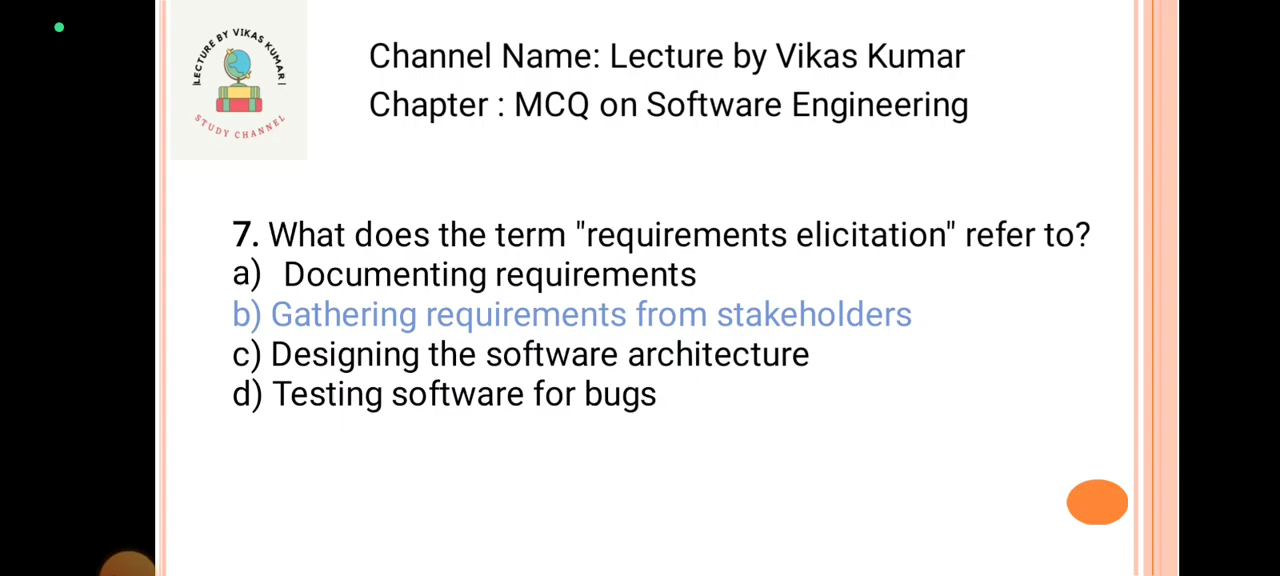 LECTURE BY VIKAS KUMAR
STUDY CHANNEL
Channel Name: Lecture by Vikas Kumar
Chapter : MCQ on Software Engineering
7. What does the term "requirements elicitation" refer to?
a) Documenting requirements
b) Gathering requirements from stakeholders
c) Designing the software architecture
d) Testing software for bugs